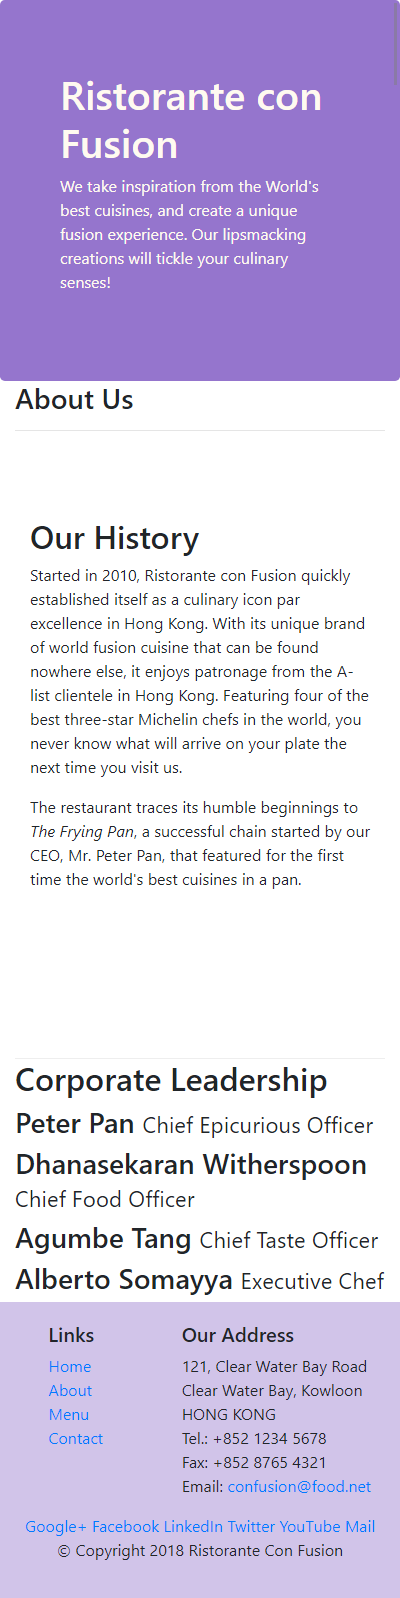 Ristorante con
Fusion
We take inspiration from the World's
best cuisines, and create a unique
fusion experience. Our lipsmacking
creations will tickle your culinary
senses!
About Us
Our History
Started in 2010, Ristorante con Fusion quickly
established itself as a culinary icon par
excellence in Hong Kong. With its unique brand
of world fusion cuisine that can be found
nowhere else, it enjoys patronage from the A-
list clientele in Hong Kong. Featuring four of the
best three-star Michelin chefs in the world, you
never know what will arrive on your plate the
next time you visit us.
The restaurant traces its humble beginnings to
The Frying Pan, a successful chain started by our
CEO, Mr. Peter Pan, that featured for the first
time the world's best cuisines in a pan.
Corporate Leadership
Peter Pan Chief Epicurious Officer
Dhanasekaran Witherspoon
Chief Food Officer
Agumbe Tang Chief Taste Officer
Alberto Somayya Executive Chef
Links
Home
About
Menu
Contact
Our Address
121, Clear Water Bay Road
Clear Water Bay, Kowloon
HONG KONG
Tel.: +852 1234 5678
Fax: +852 8765 4321
Email: confusion@food.net
Google+ Facebook LinkedIn Twitter YouTube Mail
© Copyright 2018 Ristorante Con Fusion